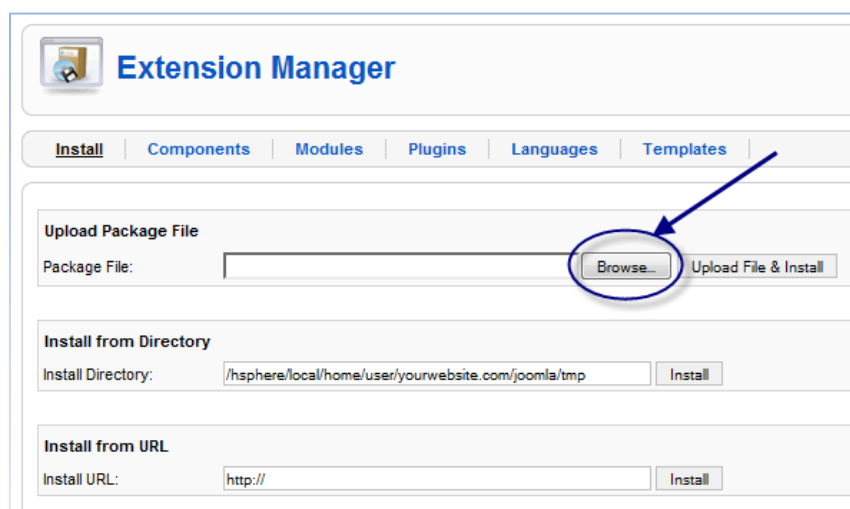 Extension Manager
Install Components Modules Plugins Languages Templates
Upload Package File
Package File: Browse... Upload File & Install
Install from Directory
Install Directory: /hsphere/local/home/user/yourwebsite.com/joomla/tmp Install
Install from URL
Install URL: http:// Install